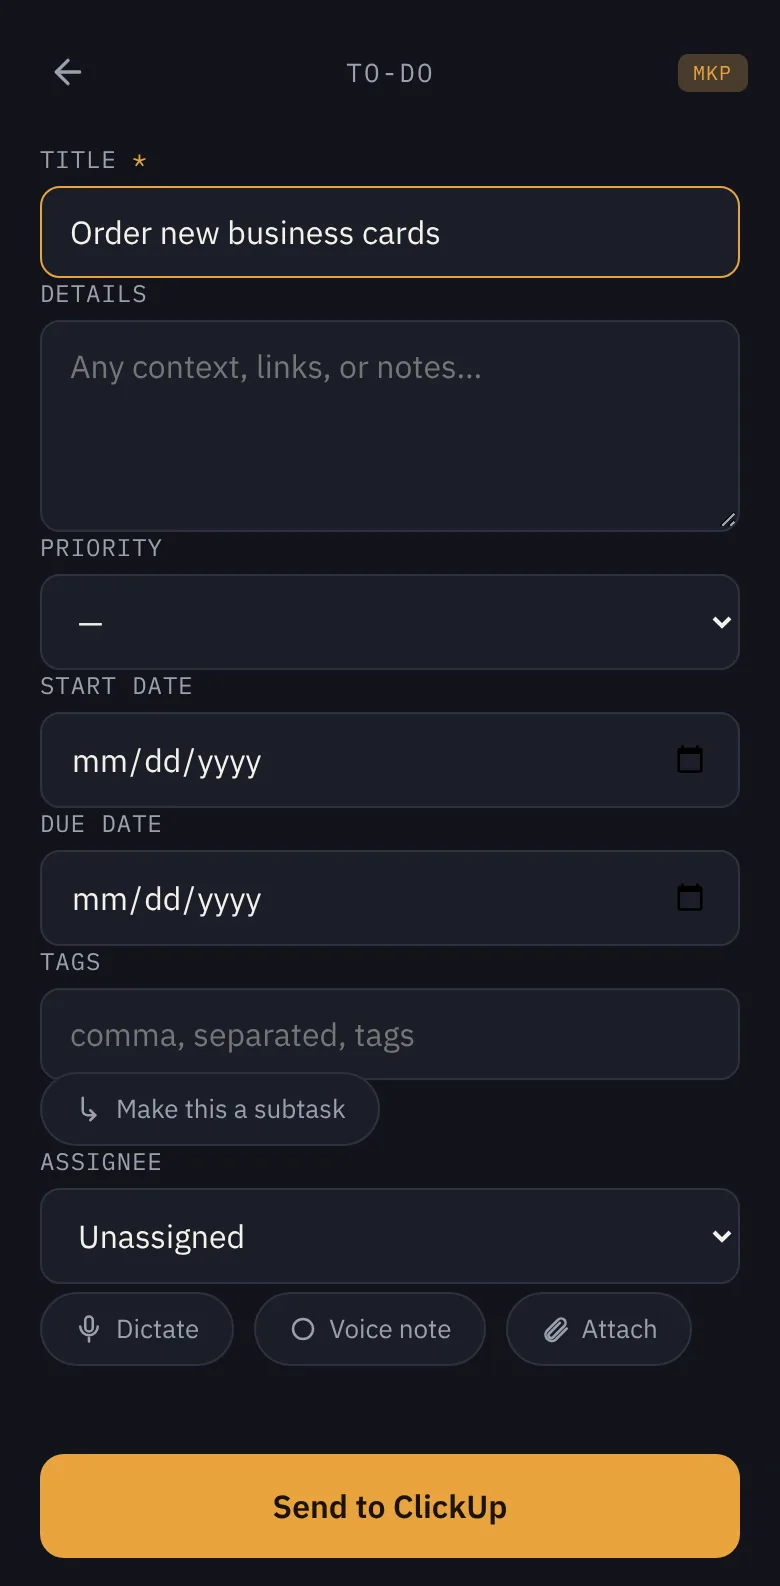 TO-DO
MKP
TITLE *
Order new business cards
DETAILS
Any context, links, or notes...
PRIORITY
—
START DATE
mm/dd/yyyy
DUE DATE
mm/dd/yyyy
TAGS
comma, separated, tags
Make this a subtask
ASSIGNEE
Unassigned
Dictate
Voice note
Attach
Send to ClickUp